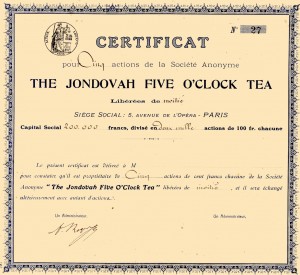 N° 27
CERTIFICAT
pour Cinq actions de la Société Anonyme
THE JONDOVAH FIVE O'CLOCK TEA
Libérées de moitié
SIEGE SOCIAL : 5, AVENUE DE L'OPÉRA - PARIS
Capital Social 200.000 francs, divisé en deux mille actions de 100 fr. chacune
Le présent certificat est délivré à M
pour constater qu'il est propriétaire de Cinq actions de cent francs chacune de la Société
Anonyme "The Jondovah Five O'Clock Tea" libérées de moitié, et il sera échangé
ultérieurement avec autant d'actions.
Un Administrateur, Un Administrateur,